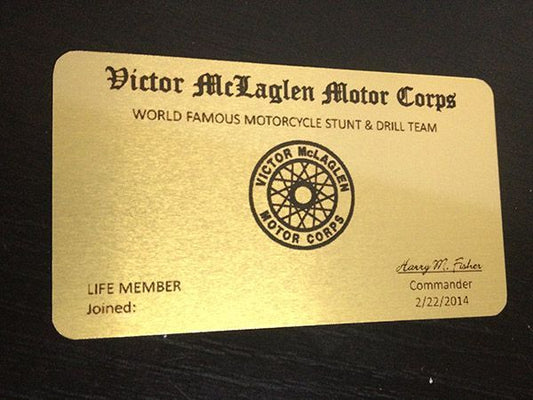 Victor McLaglen Motor Corps
WORLD FAMOUS MOTORCYCLE STUNT & DRILL TEAM
VICTOR McLAGLEN
MOTOR CORPS
Harry M. Fisher
LIFE MEMBER
Commander
Joined:
2/22/2014